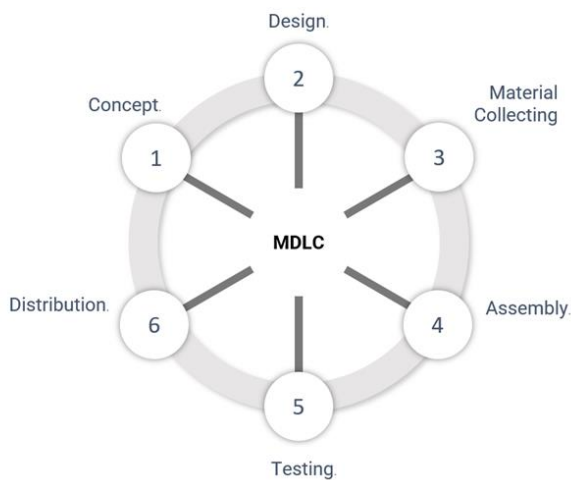 Design.
Concept.
2
Material
Collecting
1
3
MDLC
Distribution.
6
4
Assembly.
5
Testing.